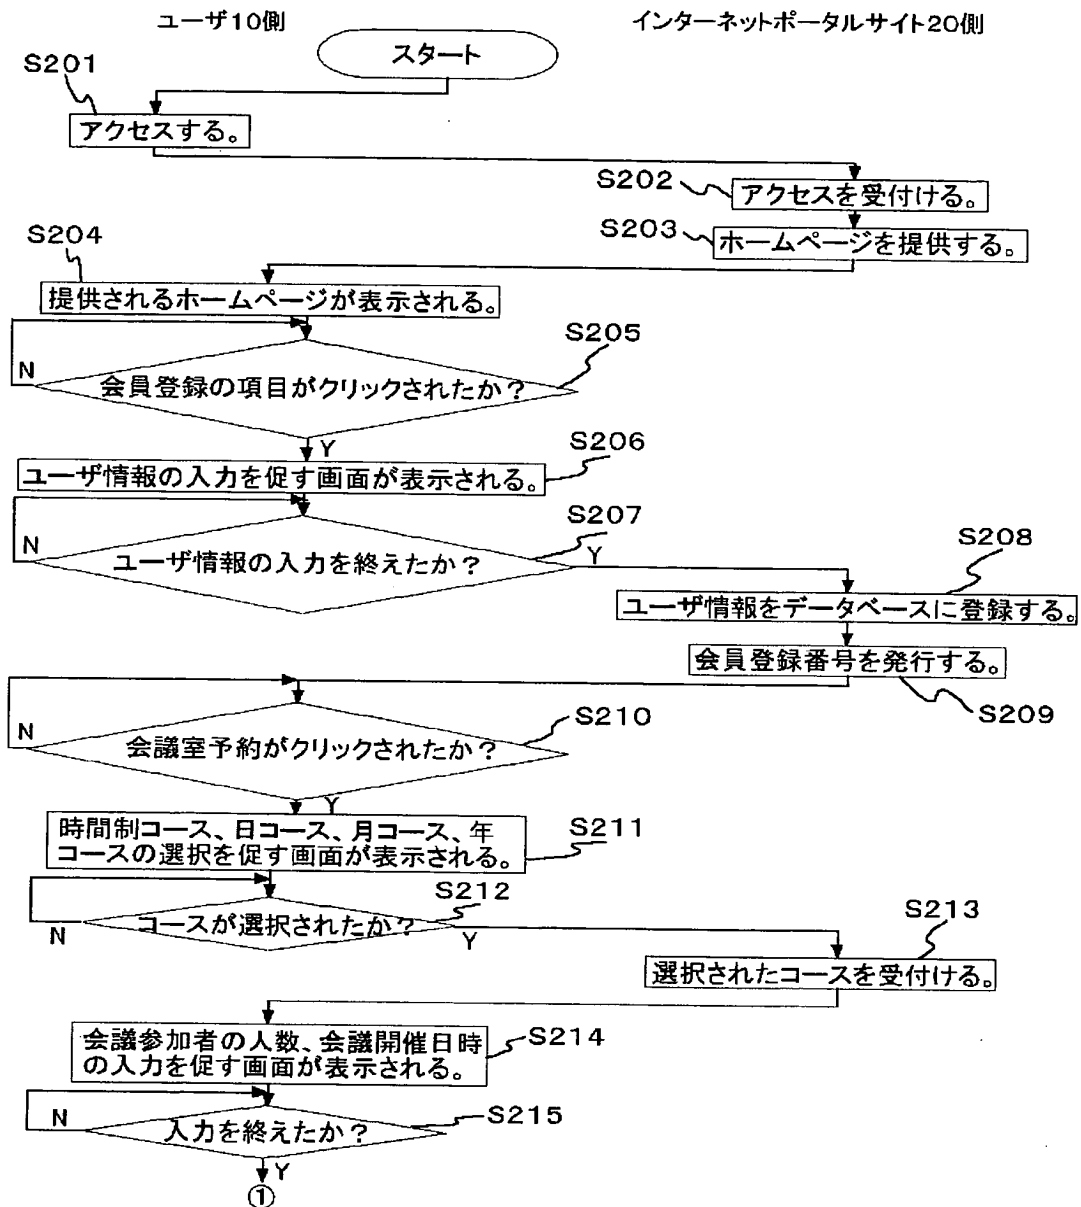 ユーザ10側
インターネットポータルサイト20側
スタート
S201
アクセスする。
S202
アクセスを受付ける。
S203
ホームページを提供する。
S204
提供されるホームページが表示される。
S205
N
会員登録の項目がクリックされたか?
Y
S206
ユーザ情報の入力を促す画面が表示される。
S207
N
ユーザ情報の入力を終えたか?
Y
S208
ユーザ情報をデータベースに登録する。
会員登録番号を発行する。
S209
S210
N
会議室予約がクリックされたか?
Y
S211
時間制コース、日コース、月コース、年
コースの選択を促す画面が表示される。
S212
コースが選択されたか?
N
Y
S213
選択されたコースを受付ける。
会議参加者の人数、会議開催日時
の入力を促す画面が表示される。
S214
N
入力を終えたか?
S215
Y
①